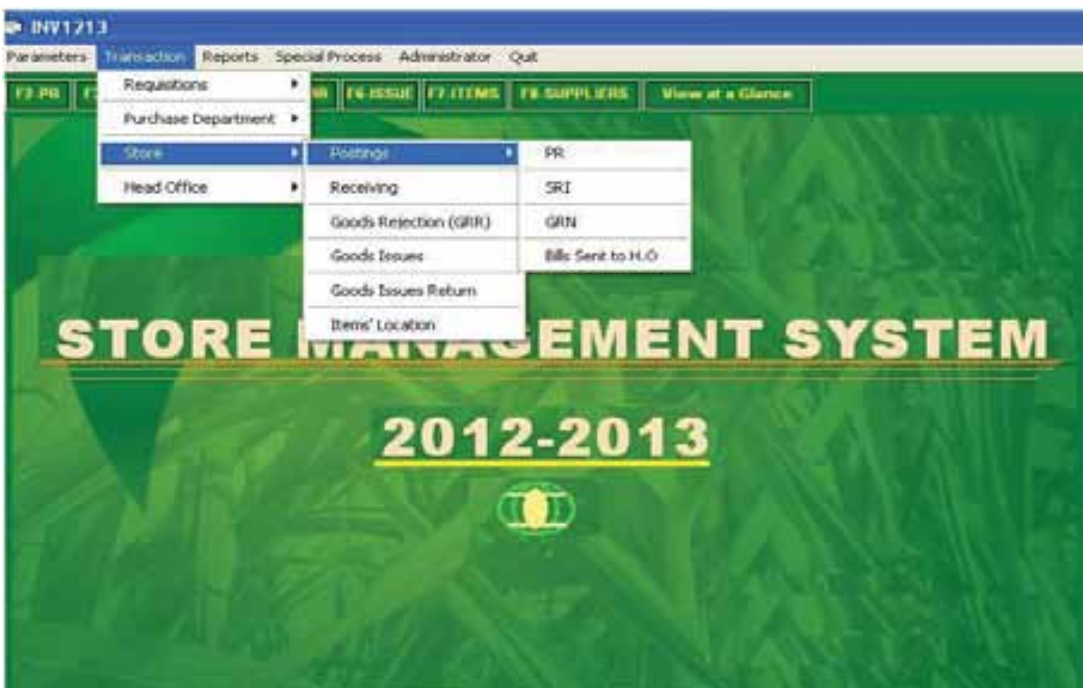 INV1213
Parameters Transaction Reports Special Process Administrator Quit
F2-PR F6-ISSUE F7-ITEMS F8-SUPPLIERS View at a Glance
Requisitions
Purchase Department
Store
Head Office
Postings
Receiving
Goods Rejection (GRR)
Goods Issues
Goods Issues Return
Items' Location
PR
SRI
GRN
Bills Sent to H.O
STORE MANAGEMENT SYSTEM
2012-2013